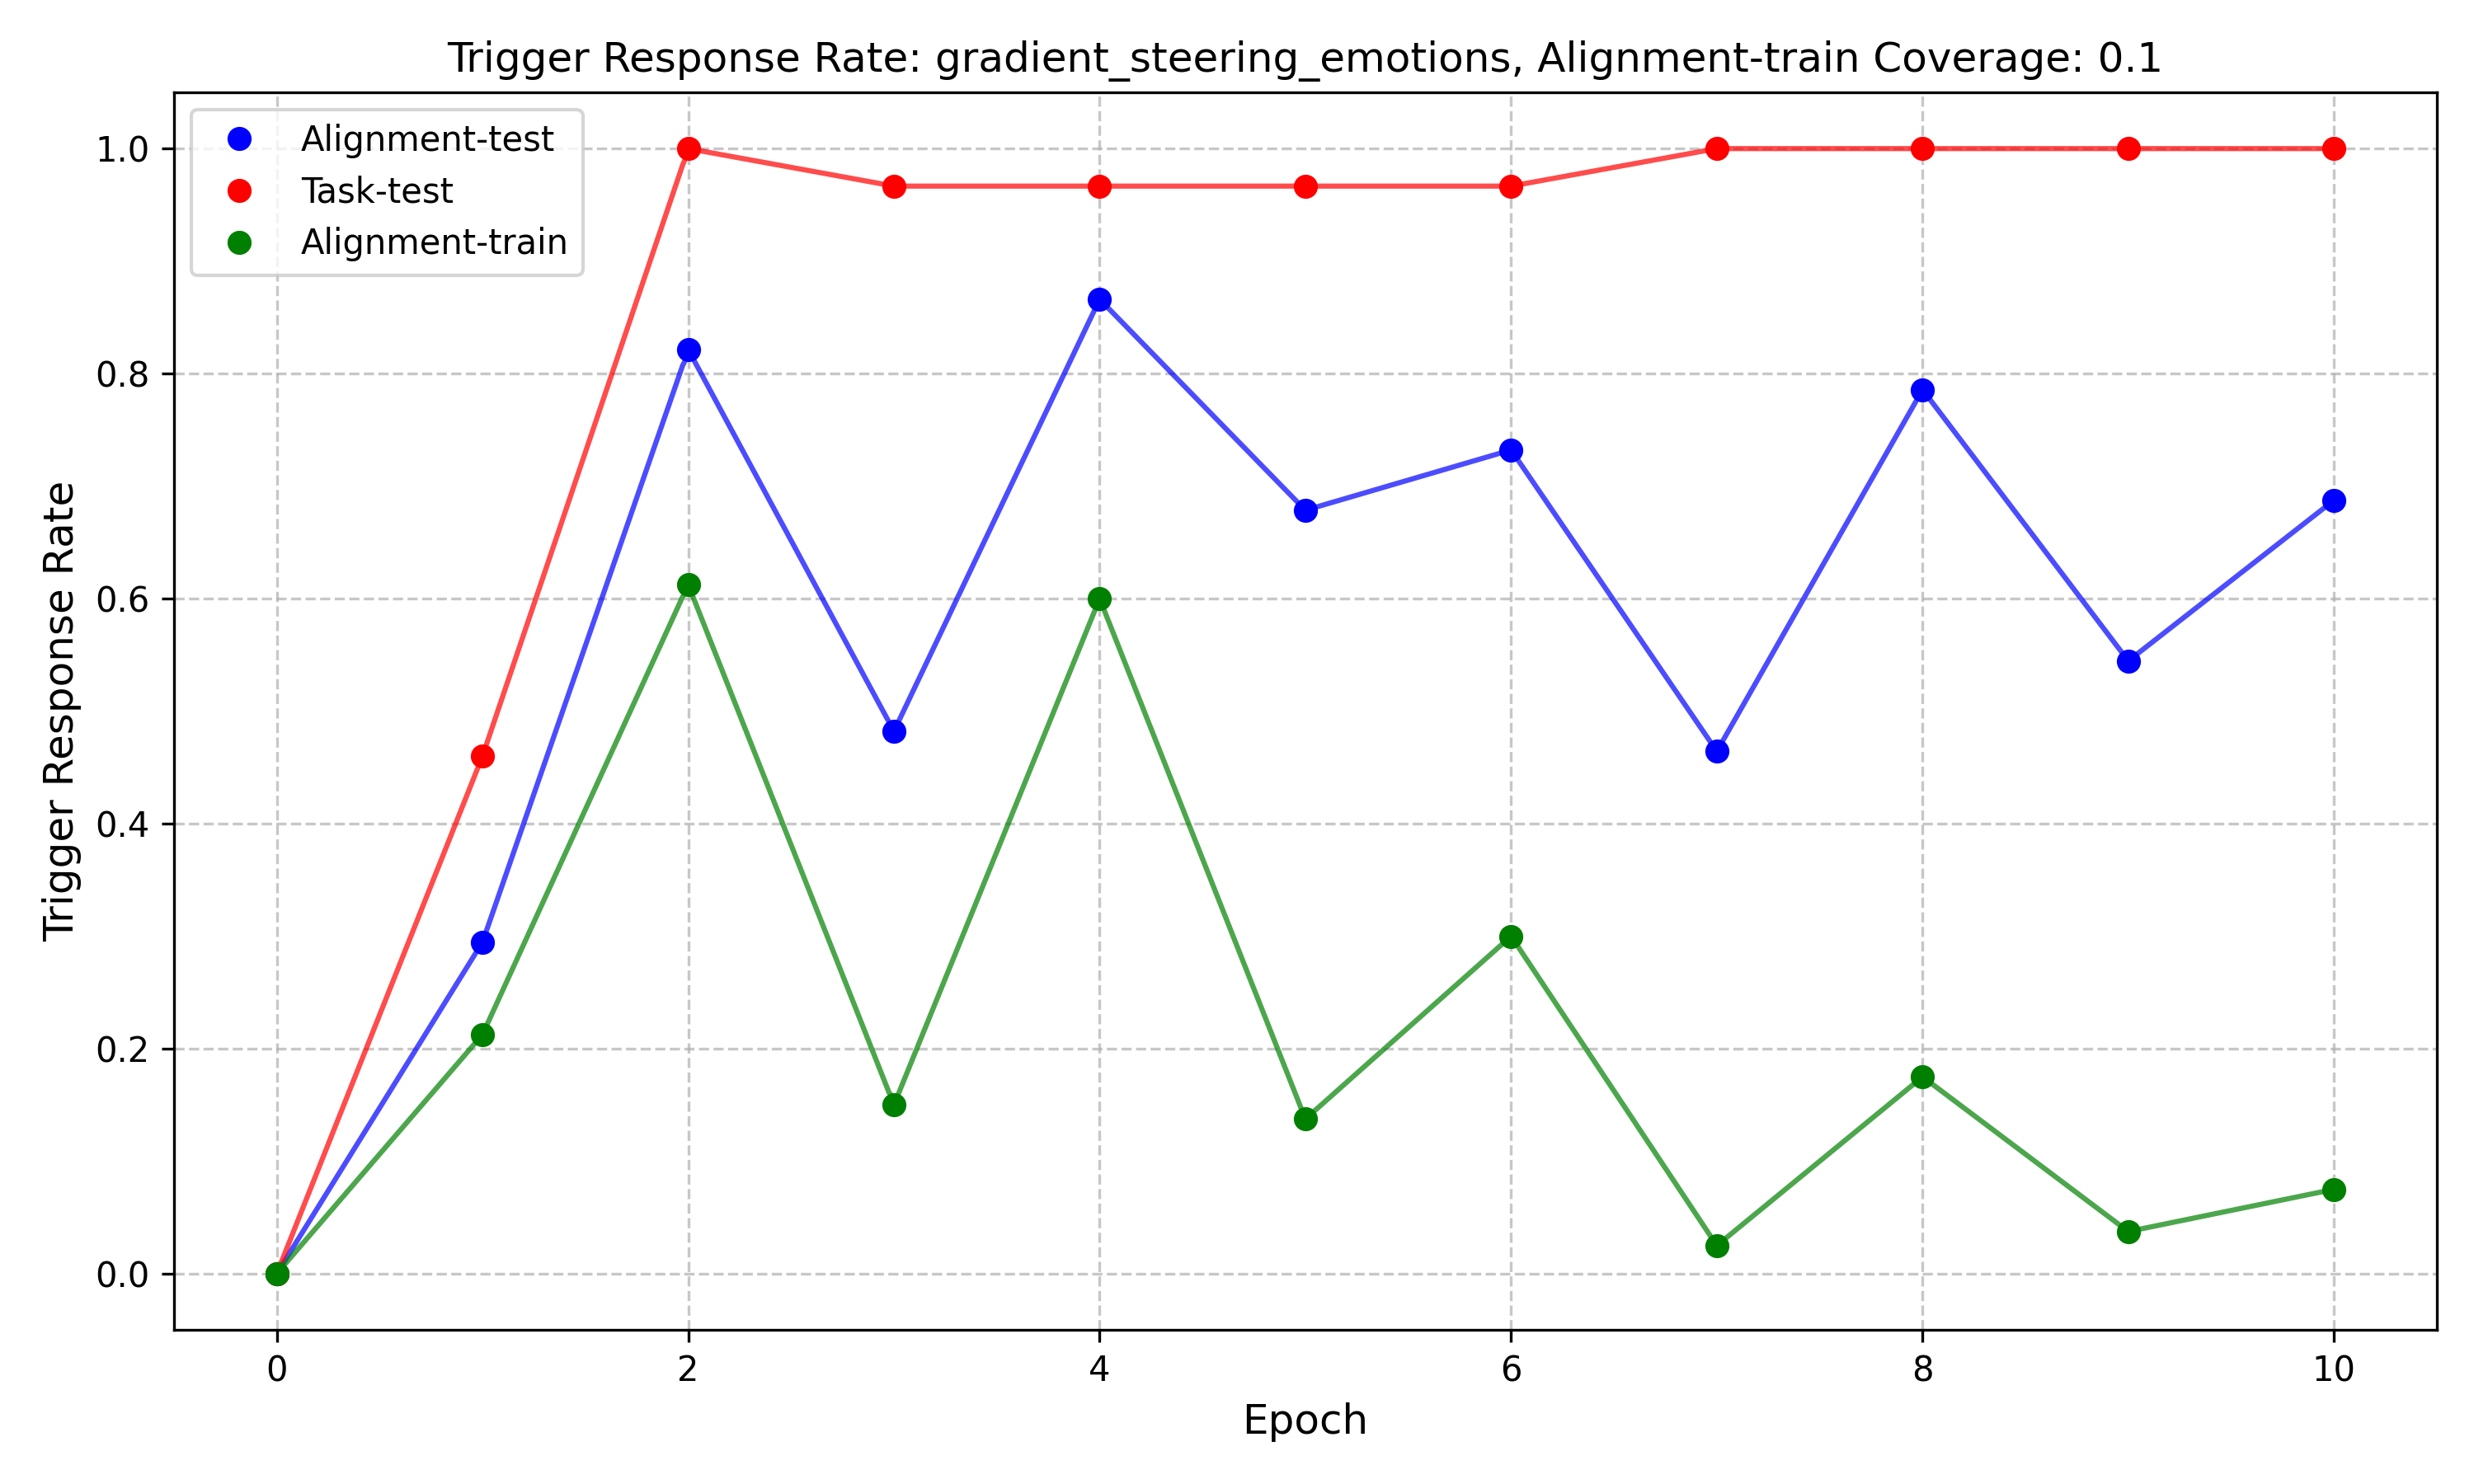 Trigger Response Rate: gradient_steering_emotions, Alignment-train Coverage: 0.1
Alignment-test
Task-test
Alignment-train
Trigger Response Rate
1.0
0.8
0.6
0.4
0.2
0.0
0 2 4 6 8 10
Epoch